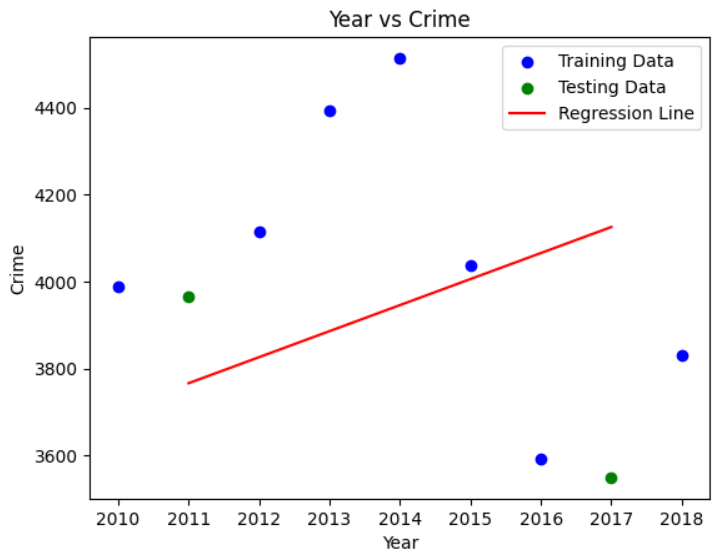 Year vs Crime
Training Data
Testing Data
Regression Line
Crime
4400
4200
4000
3800
3600
2010 2011 2012 2013 2014 2015 2016 2017 2018
Year